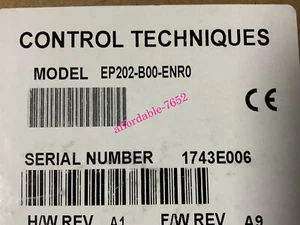 CONTROL TECHNIQUES
MODEL EP202-B00-ENR0
affordable-7652
CE
SERIAL NUMBER 1743E006
H/W REV A1 F/W REV A9